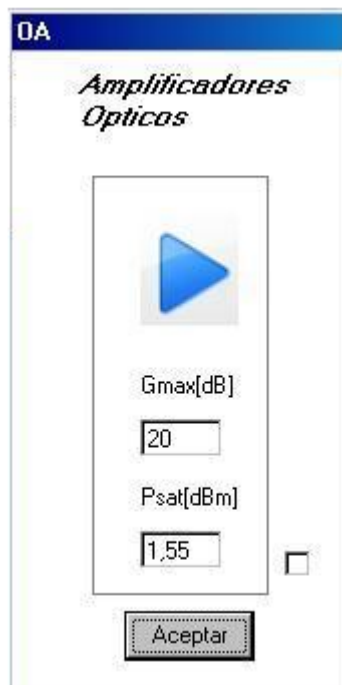 OA
Amplificadores
Opticos
Gmax[dB]
20
Psat[dBm]
1,55
Aceptar